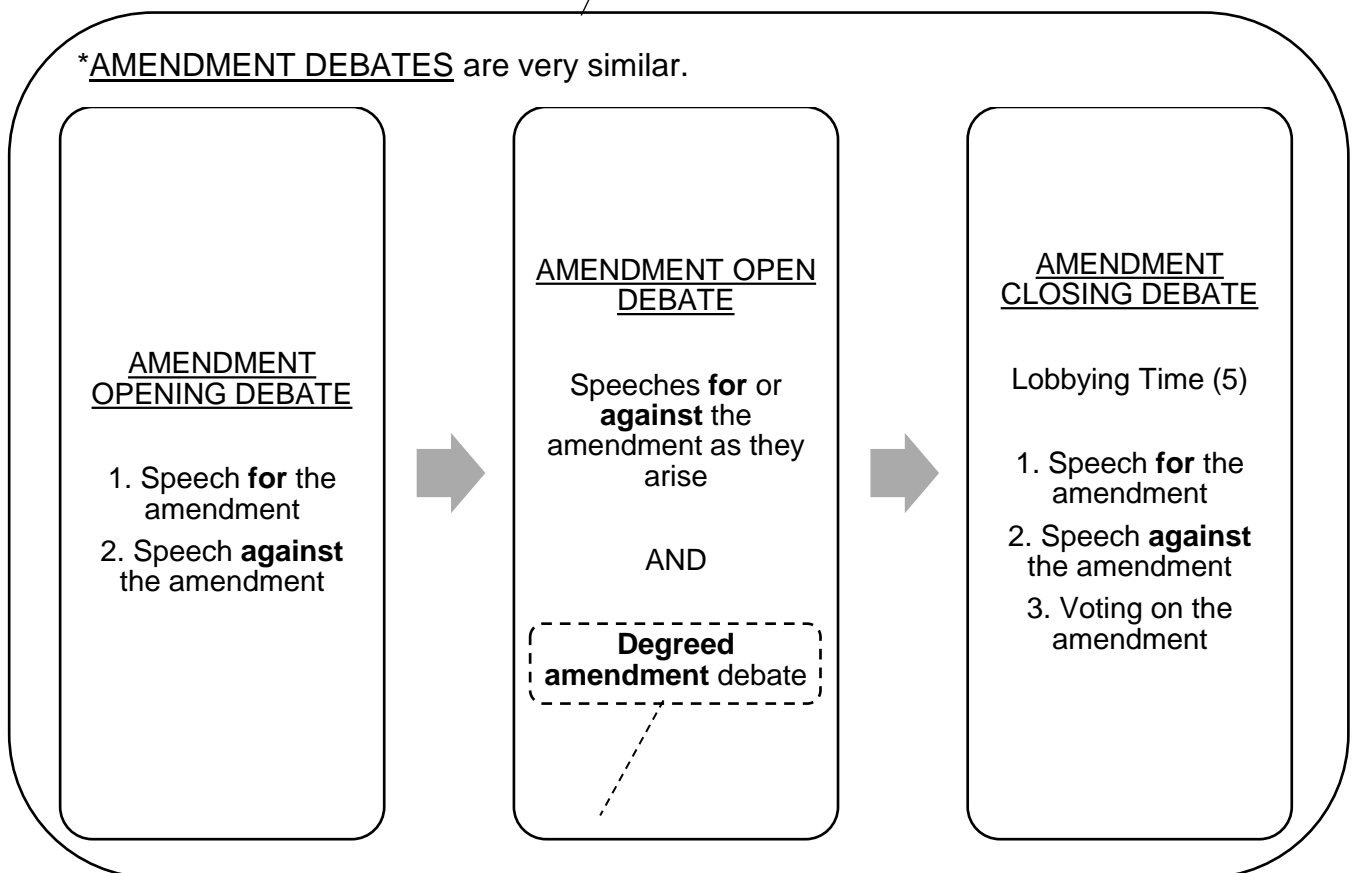 *AMENDMENT DEBATES are very similar.
AMENDMENT
OPENING DEBATE
1. Speech for the
amendment
2. Speech against
the amendment
AMENDMENT OPEN
DEBATE
Speeches for or
against the
amendment as they
arise
AND
Degreed
amendment debate
AMENDMENT
CLOSING DEBATE
Lobbying Time (5)
1. Speech for the
amendment
2. Speech against
the amendment
3. Voting on the
amendment